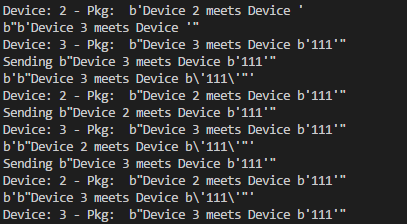 Device: 2 - Pkg:  b'Device 2 meets Device '
b"b'Device 3 meets Device '"
Device: 3 - Pkg:  b"Device 3 meets Device b'111'"
Sending b"Device 3 meets Device b'111'"
b'b"Device 3 meets Device b\'111\'"'
Device: 2 - Pkg:  b"Device 2 meets Device b'111'"
Sending b"Device 2 meets Device b'111'"
Device: 3 - Pkg:  b"Device 3 meets Device b'111'"
b'b"Device 2 meets Device b\'111\'"'
Sending b"Device 3 meets Device b'111'"
Device: 2 - Pkg:  b"Device 2 meets Device b'111'"
b'b"Device 3 meets Device b\'111\'"'
Device: 3 - Pkg:  b"Device 3 meets Device b'111'"